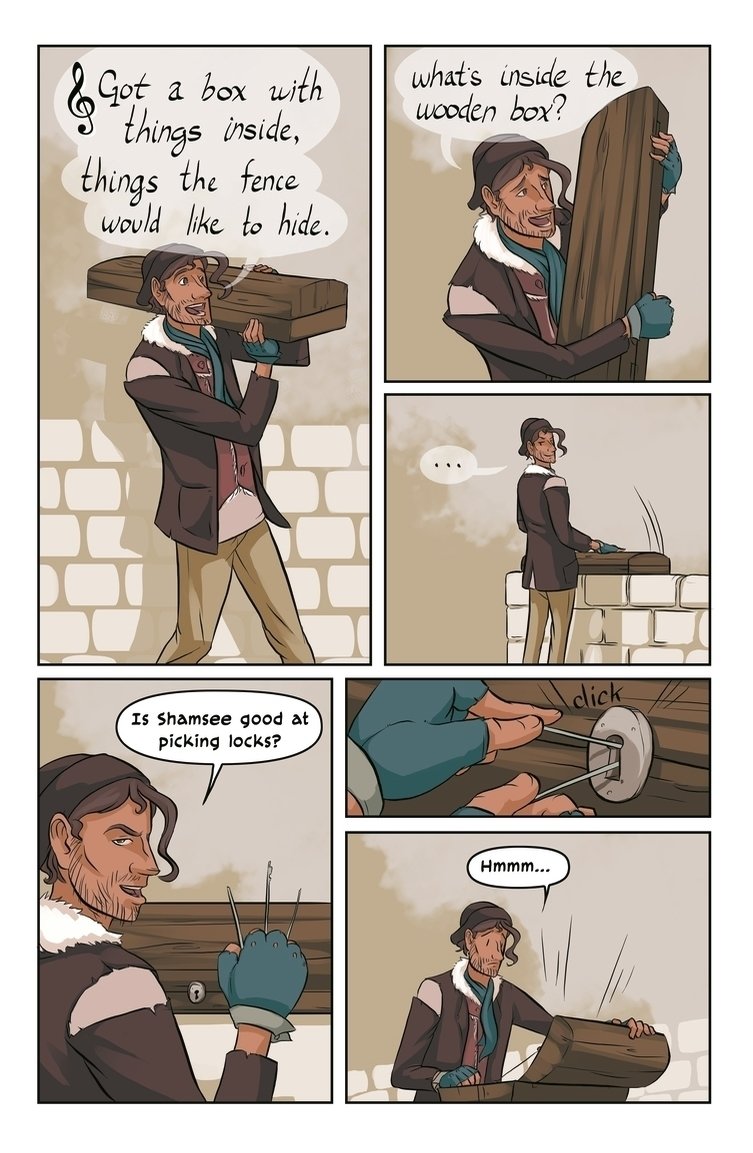 Got a box with
things inside,
things the fence
would like to hide.
what's inside the
wooden box?
...
Is Shamsee good at
picking locks?
click
Hmmm...